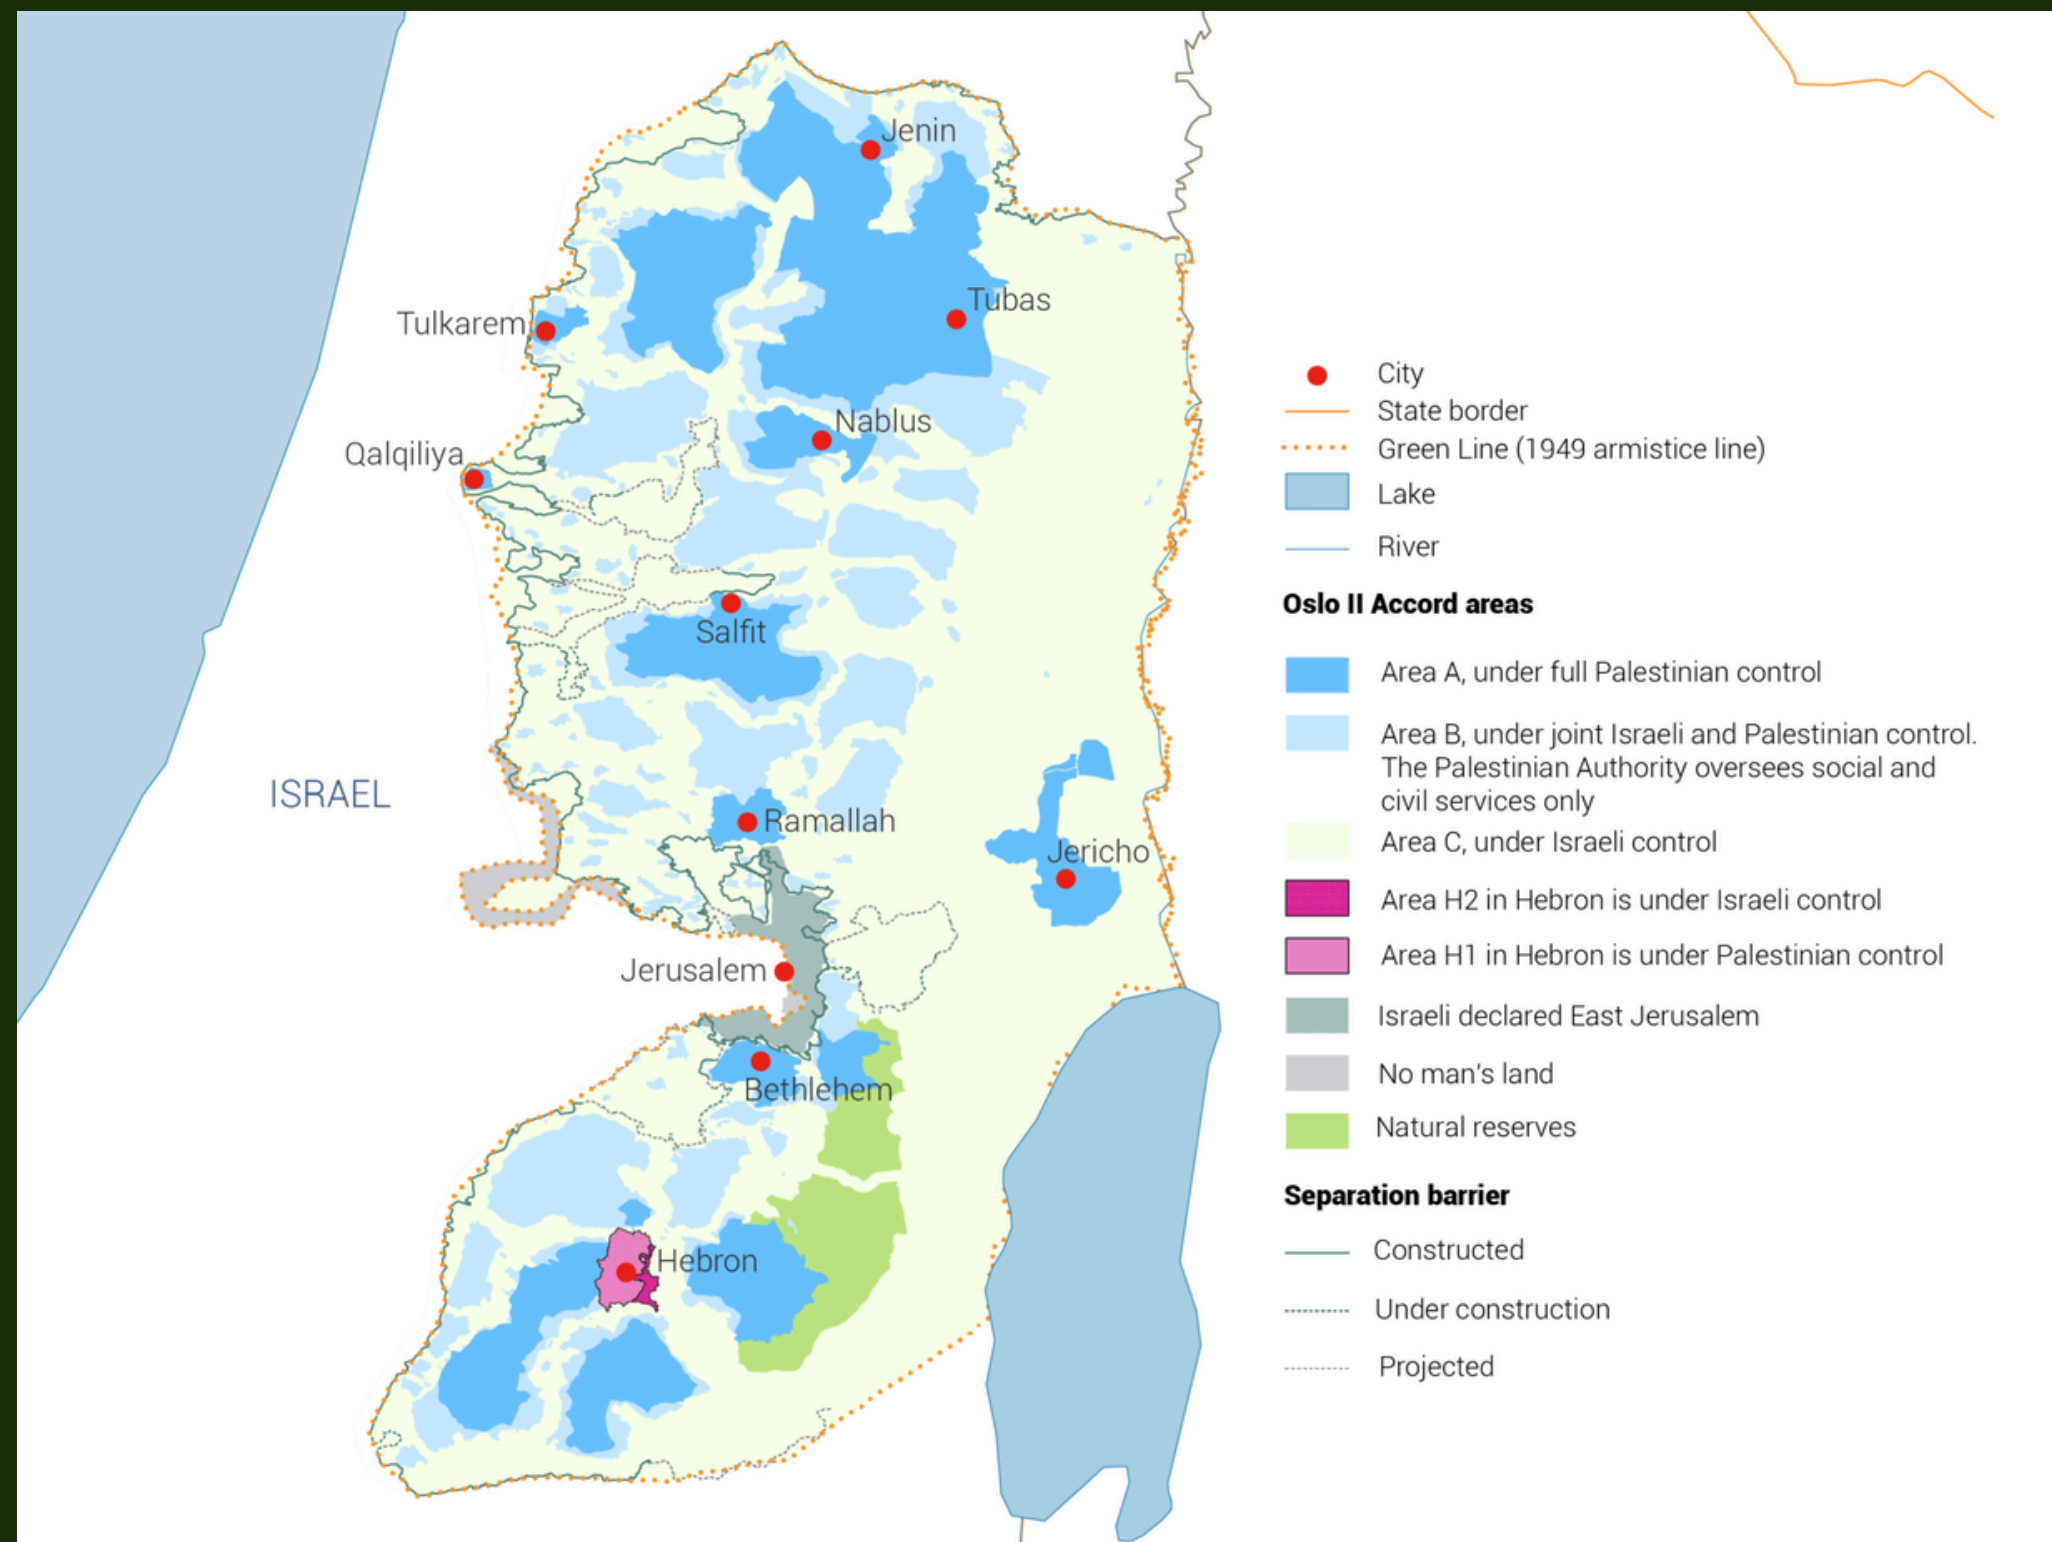 Jenin
Tubas
Tulkarem
Nablus
Qalqiliya
Salfit
ISRAEL
Ramallah
Jericho
Jerusalem
Bethlehem
Hebron
City
State border
Green Line (1949 armistice line)
Lake
River
Oslo II Accord areas
Area A, under full Palestinian control
Area B, under joint Israeli and Palestinian control.
The Palestinian Authority oversees social and
civil services only
Area C, under Israeli control
Area H2 in Hebron is under Israeli control
Area H1 in Hebron is under Palestinian control
Israeli declared East Jerusalem
No man's land
Natural reserves
Separation barrier
Constructed
Under construction
Projected